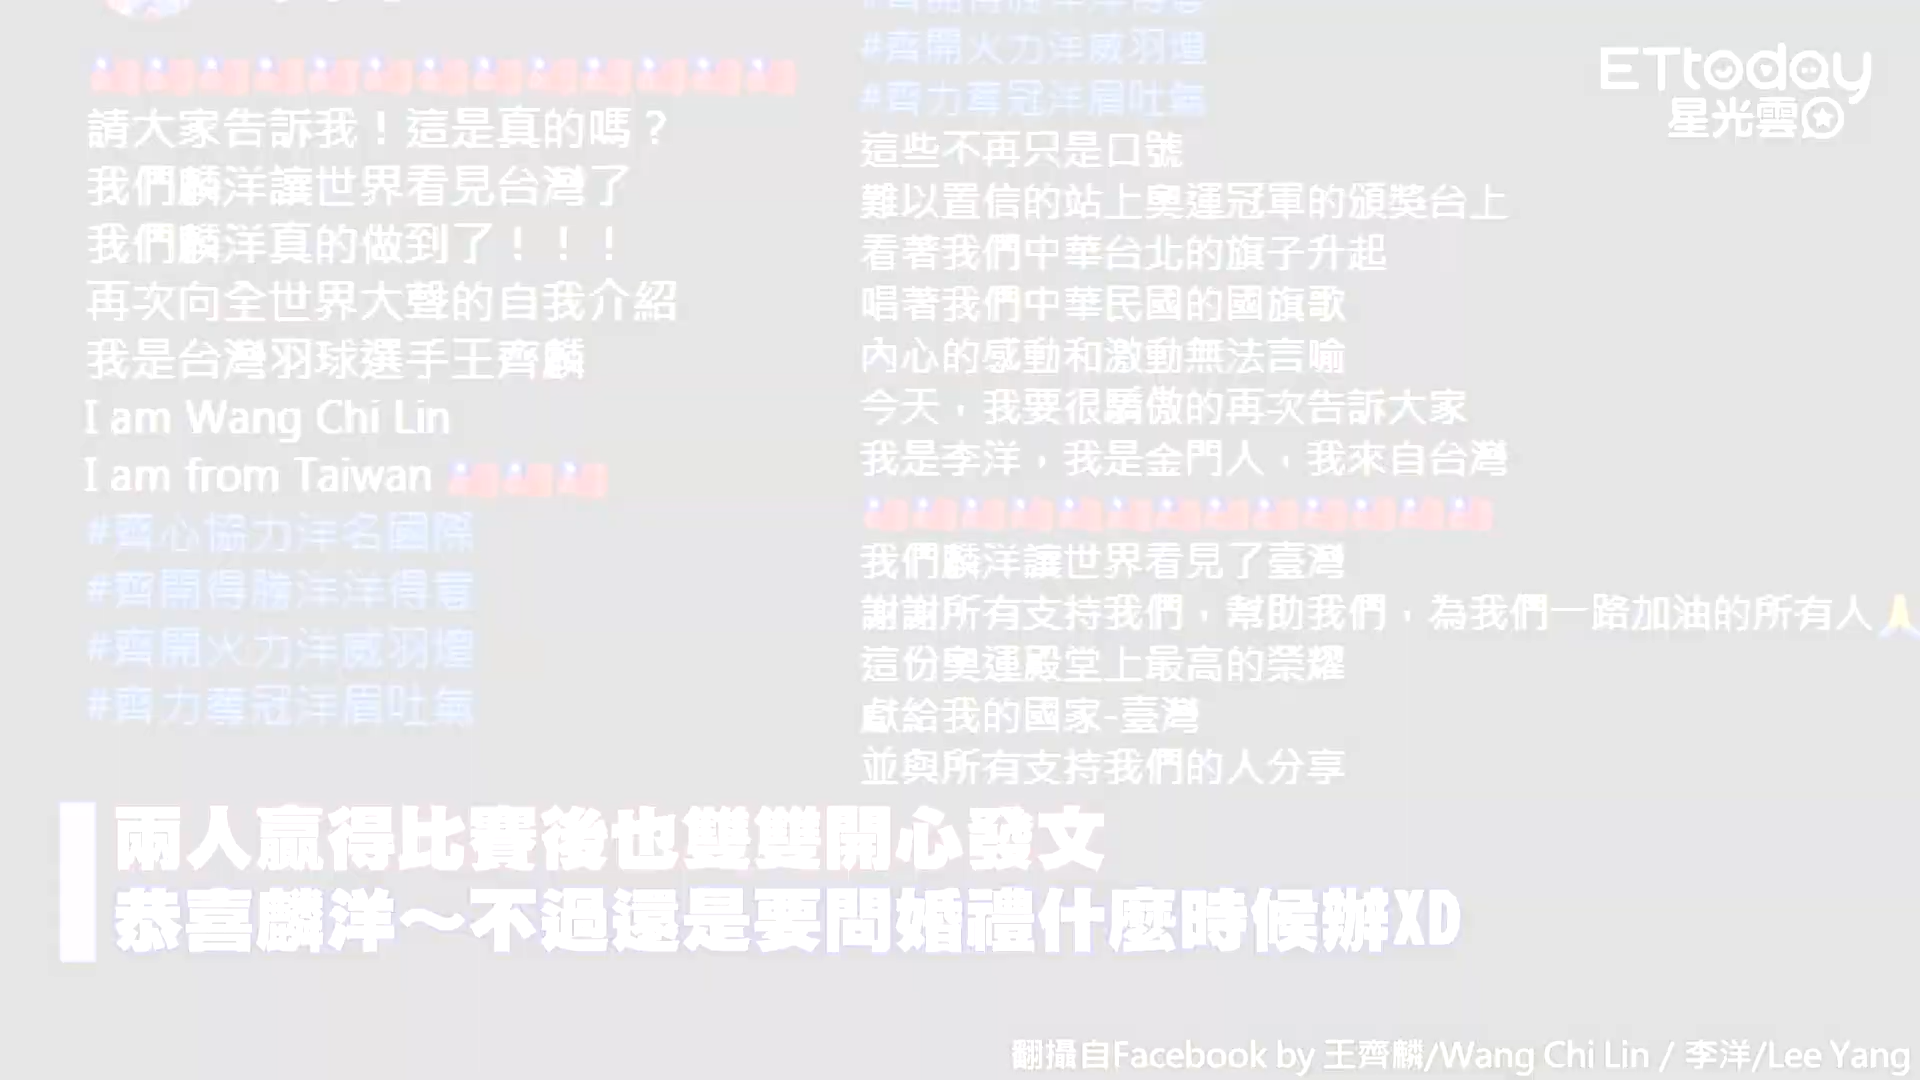 請大家告訴我！這是真的嗎？
我們麟洋讓世界看見台灣了
我們麟洋真的做到了！！！
再次向全世界大聲的自我介紹
我是台灣羽球選手王齊麟
I am Wang Chi Lin
I am from Taiwan
#齊心協力洋名國際
#齊開得勝洋洋得意
#齊開火力洋威羽壇
#齊力奪冠洋眉吐氣
#齊開火力洋威羽壇
#齊力奪冠洋眉吐氣
這些不再只是口號
難以置信的站上奧運冠軍的頒獎台上
看著我們中華台北的旗子升起
唱著我們中華民國的國旗歌
內心的感動和激動無法言喻
今天，我要很驕傲的再次告訴大家
我是李洋，我是金門人，我來自台灣
我們麟洋讓世界看見了臺灣
謝謝所有支持我們，幫助我們，為我們一路加油的所有人
這份奧運殿堂上最高的榮耀
獻給我的國家-臺灣
並與所有支持我們的人分享
ETtoday
星光雲
兩人贏得比賽後也雙雙開心發文
恭喜麟洋～不過還是要問婚禮什麼時候辦XD
翻攝自Facebook by 王齊麟/Wang Chi Lin / 李洋/Lee Yang